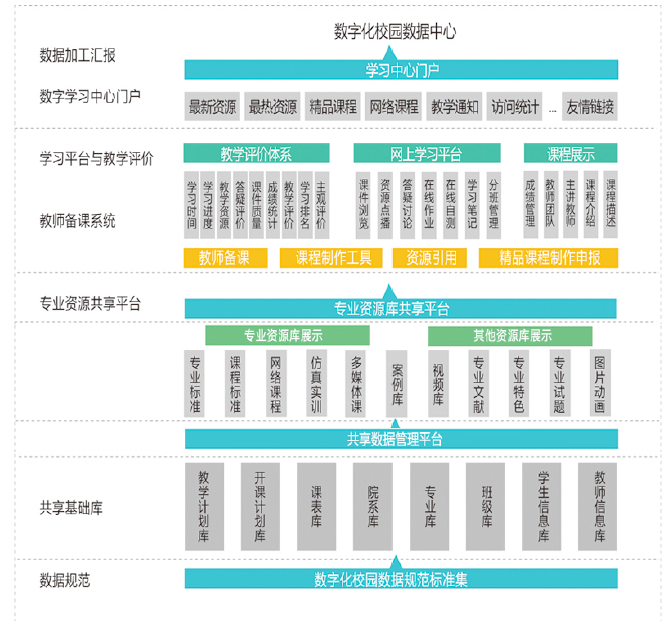 数字化校园数据中心
数据加工汇报
学习中心门户
数字学习中心门户
最新资源 最热资源 精品课程 网络课程 教学通知 访问统计 ... 友情链接
学习平台与教学评价
教学评价体系 网上学习平台 课程展示
教师备课系统
学习时间 学习进度 教学资源 答疑评价 课件质量 成绩统计 教学评价 学习排名 主观评价 课件浏览 资源点播 答疑讨论 在线作业 在线自测 学习笔记 分班管理 成绩管理 教师团队 主讲教师 课程介绍 课程描述
教师备课 课程制作工具 资源引用 精品课程制作申报
专业资源共享平台
专业资源库共享平台
专业资源库展示 其他资源库展示
专业标准 课程标准 网络课程 仿真实训 多媒体课 案例库 视频库 专业文献 专业特色 专业试题 图片动画
共享数据管理平台
共享基础库
教学计划库 开课计划库 课表库 院系库 专业库 班级库 学生信息库 教师信息库
数据规范
数字化校园数据规范标准集